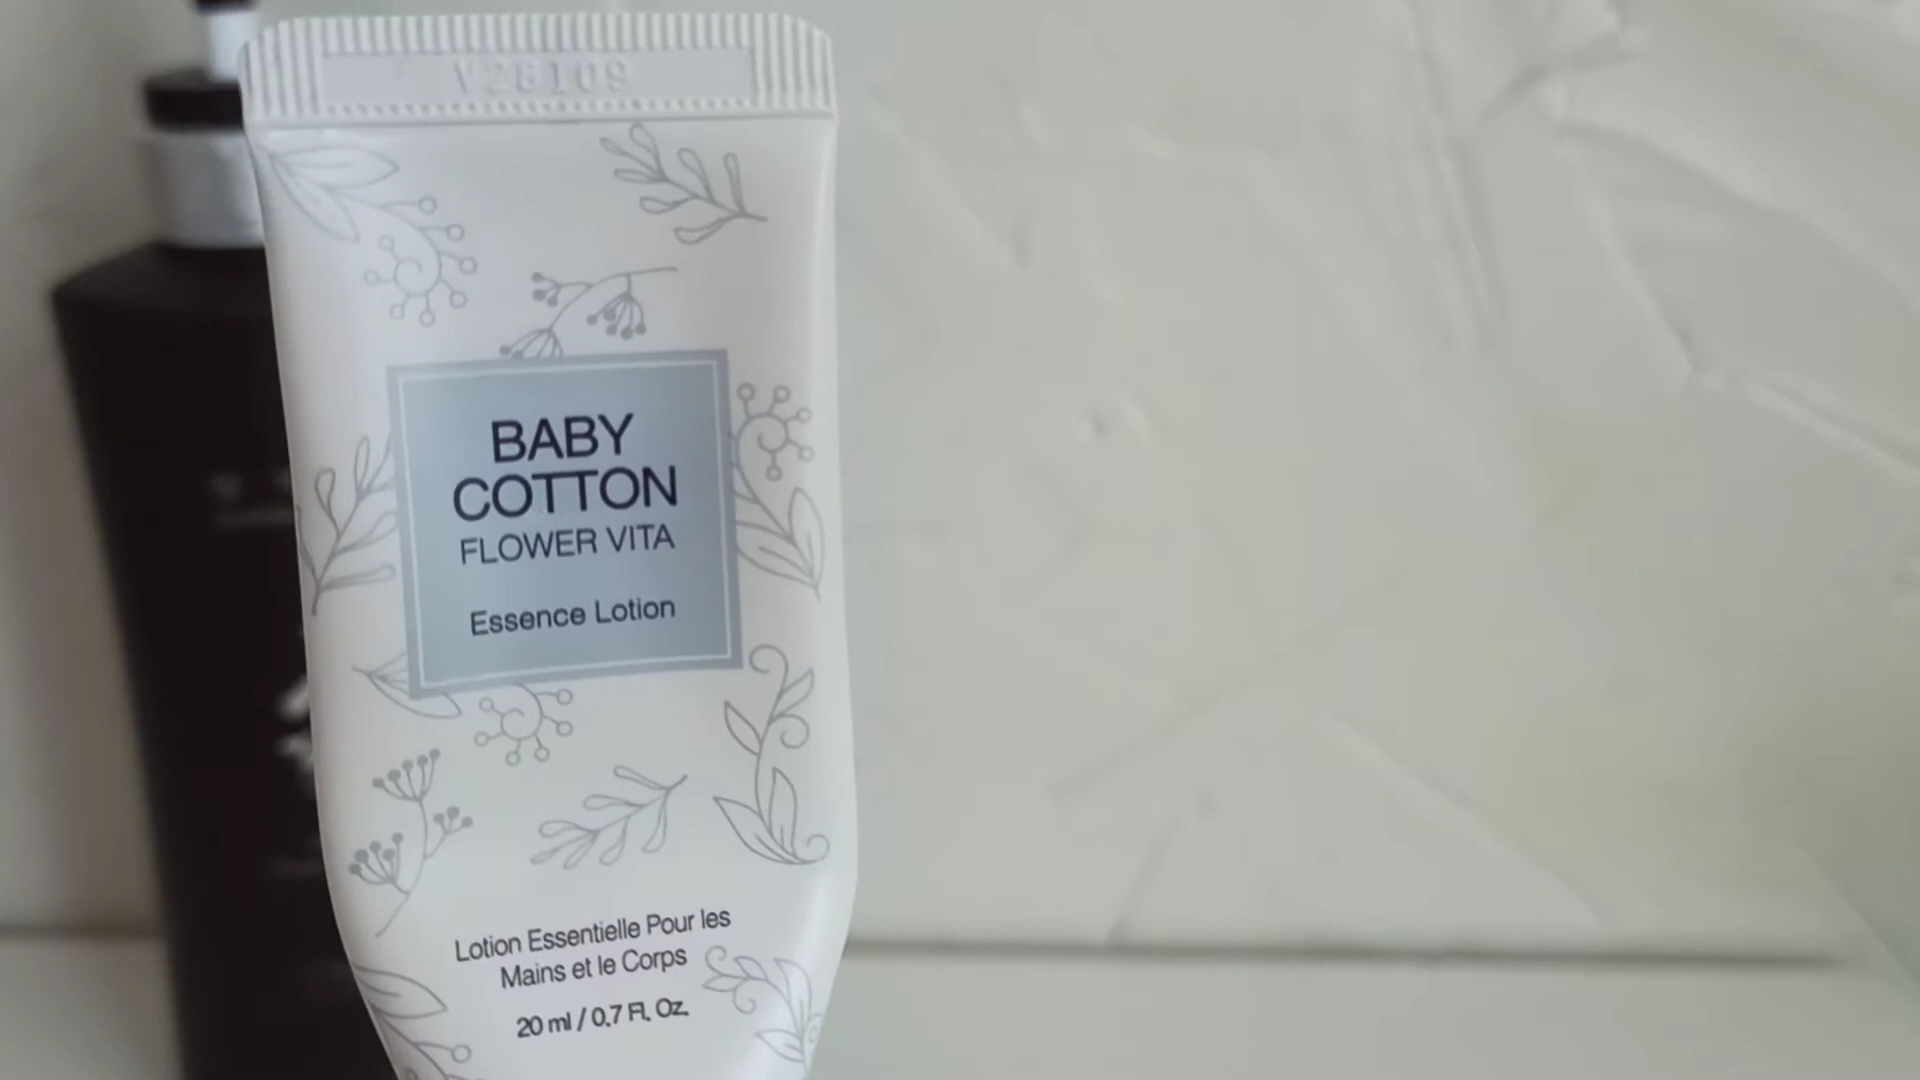 V28109
BABY
COTTON
FLOWER VITA
Essence Lotion
Lotion Essentielle Pour les
Mains et le Corps
20 ml / 0.7 FL. Oz.